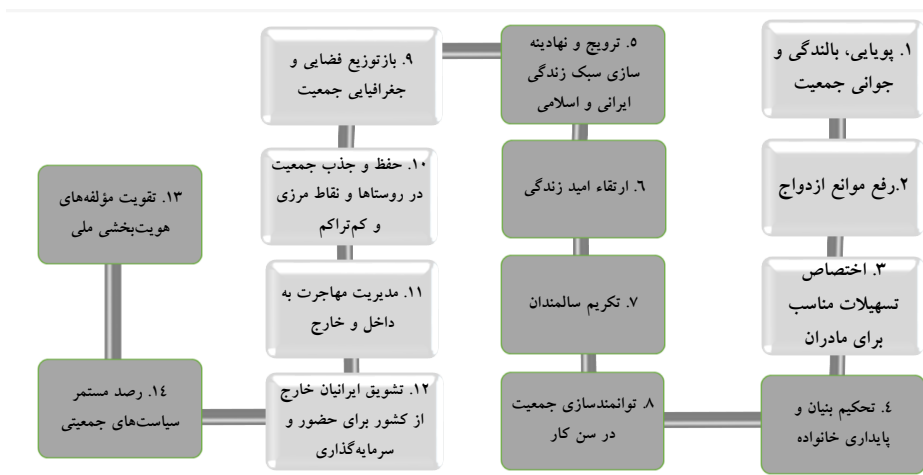 ۱. پویایی، بالندگی و
جوانی جمعیت
۲.رفع موانع ازدواج
۳. اختصاص
تسهیلات مناسب
برای مادران
٤. تحکیم بنیان و
پایداری خانواده
٥. ترویج و نهادینه
سازی سبک زندگی
ایرانی و اسلامی
٦. ارتقاء امید زندگی
۷. تکریم سالمندان
۸. توانمندسازی جمعیت
در سن کار
۹. بازتوزیع فضایی و
جغرافیایی جمعیت
۱۰. حفظ و جذب جمعیت
در روستاها و نقاط مرزی
و کم‌تراکم
۱۱. مدیریت مهاجرت به
داخل و خارج
۱۲. تشویق ایرانیان خارج
از کشور برای حضور و
سرمایه‌گذاری
۱۳. تقویت مؤلفه‌های
هویت‌بخشی ملی
۱٤. رصد مستمر
سیاست‌های جمعیتی